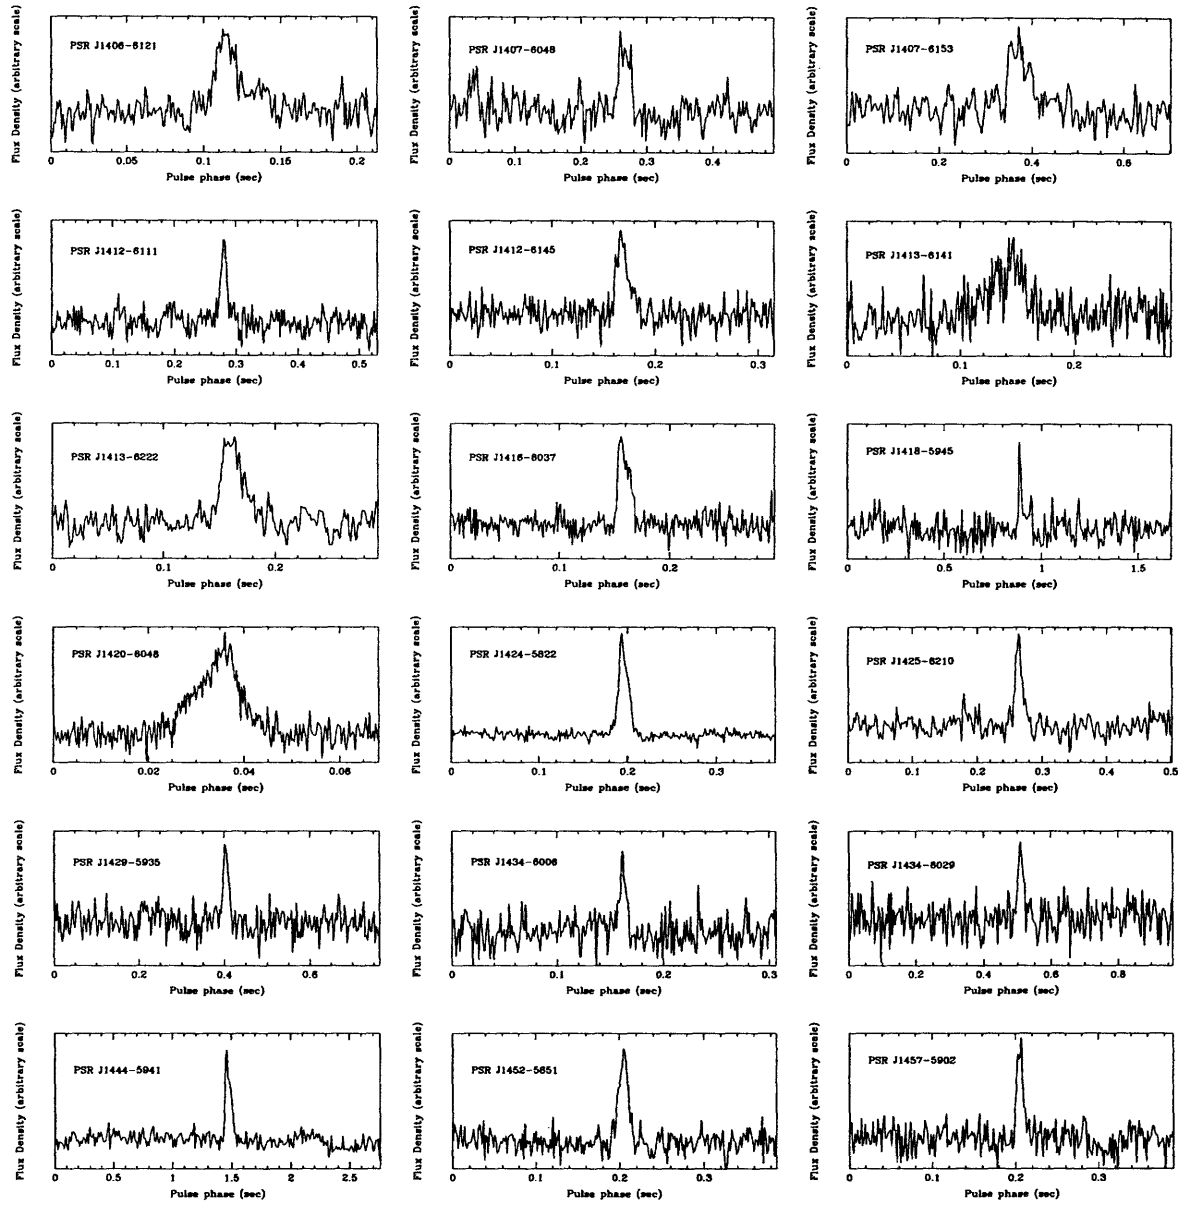 Flux Density (arbitrary scale)
PSR J1406-6121
0 0.05 0.1 0.15 0.2
Pulse phase (sec)
Flux Density (arbitrary scale)
PSR J1407-6048
0 0.1 0.2 0.3 0.4
Pulse phase (sec)
Flux Density (arbitrary scale)
PSR J1407-6153
0 0.2 0.4 0.6
Pulse phase (sec)
Flux Density (arbitrary scale)
PSR J1412-6111
0 0.1 0.2 0.3 0.4 0.5
Pulse phase (sec)
Flux Density (arbitrary scale)
PSR J1412-6145
0 0.1 0.2 0.3
Pulse phase (sec)
Flux Density (arbitrary scale)
PSR J1413-6141
0 0.1 0.2
Pulse phase (sec)
Flux Density (arbitrary scale)
PSR J1413-6222
0 0.2
Pulse phase (sec)
Flux Density (arbitrary scale)
PSR J1416-6037
0 0.1 0.2
Pulse phase (sec)
Flux Density (arbitrary scale)
PSR J1418-5945
0 0.5 1 1.5
Pulse phase (sec)
Flux Density (arbitrary scale)
PSR J1420-6048
0 0.02 0.04 0.06
Pulse phase (sec)
Flux Density (arbitrary scale)
PSR J1424-5822
0 0.1 0.2 0.3
Pulse phase (sec)
Flux Density (arbitrary scale)
PSR J1425-6210
0 0.1 0.2 0.3 0.4 0.5
Pulse phase (sec)
Flux Density (arbitrary scale)
PSR J1429-5935
0 0.2 0.4 0.6
Pulse phase (sec)
Flux Density (arbitrary scale)
PSR J1434-6006
0 0.1 0.2 0.3
Pulse phase (sec)
Flux Density (arbitrary scale)
PSR J1434-6029
0 0.2 0.4 0.6 0.8
Pulse phase (sec)
Flux Density (arbitrary scale)
PSR J1444-5941
0 0.5 1 1.5 2 2.5
Pulse phase (sec)
Flux Density (arbitrary scale)
PSR J1452-5651
0 0.1 0.2 0.3
Pulse phase (sec)
Flux Density (arbitrary scale)
PSR J1457-5902
0 0.1 0.2 0.3
Pulse phase (sec)